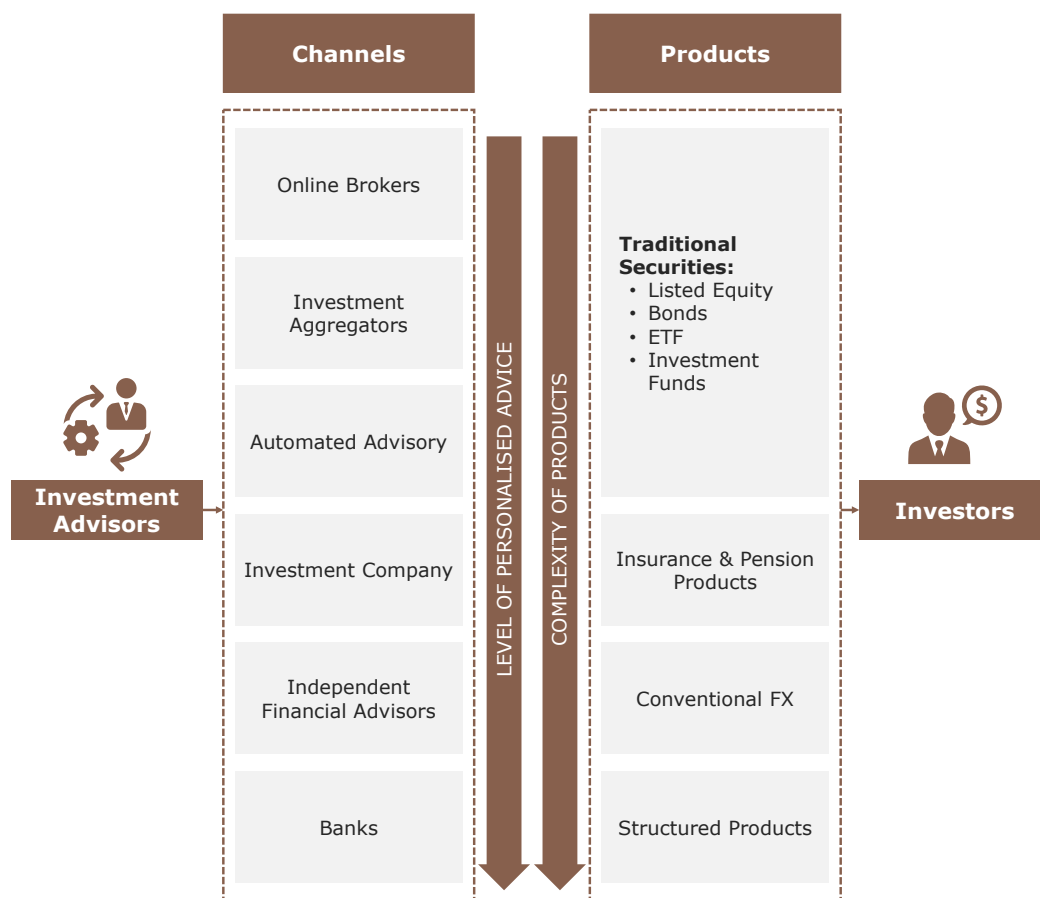 Channels
Products
Online Brokers
Investment
Aggregators
Automated Advisory
Investment Company
Independent
Financial Advisors
Banks
LEVEL OF PERSONALISED ADVICE
COMPLEXITY OF PRODUCTS
Traditional
Securities:
• Listed Equity
• Bonds
• ETF
• Investment
Funds
Insurance & Pension
Products
Conventional FX
Structured Products
Investment
Advisors
$
Investors